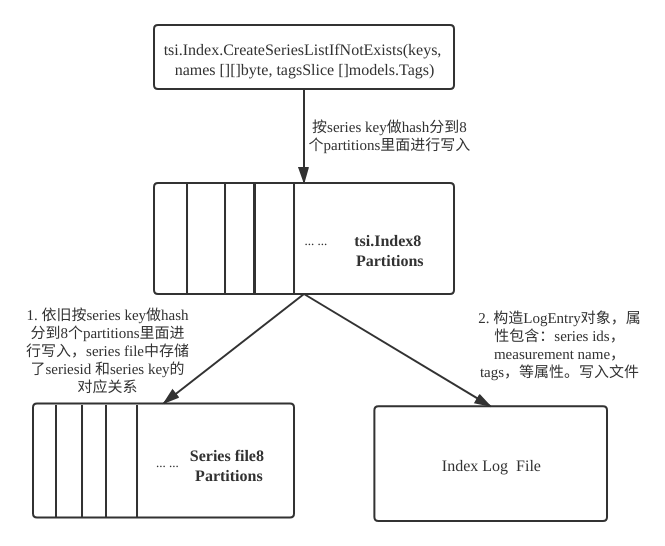 tsi.Index.CreateSeriesListIfNotExists(keys,
names [][]byte, tagsSlice []models.Tags)
按series key做hash分到8
个partitions里面进行写入
... ...
tsi.Index8
Partitions
1. 依旧按series key做hash
分到8个partitions里面进
行写入，series file中存储
了seriesid 和series key的
对应关系
2. 构造LogEntry对象，属
性包含：series ids，
measurement name，
tags，等属性。写入文件
... ...
Series file8
Partitions
Index Log File